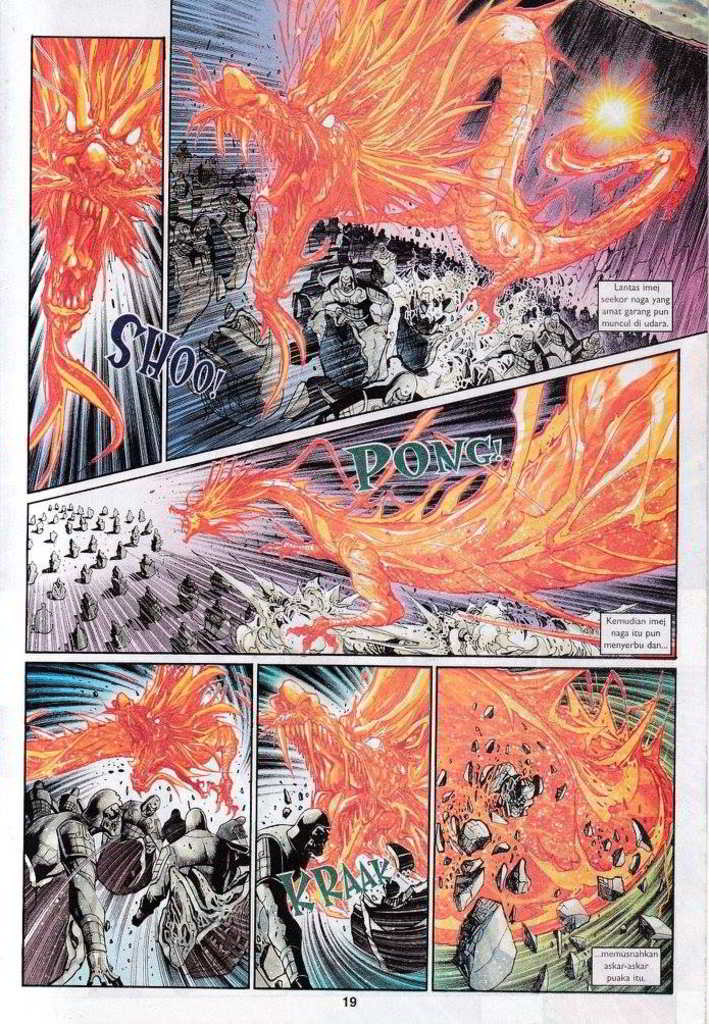 SHOO!
Lantas imej
seekor naga yang
amat garang pun
muncul di udara.
PONG!
Kemudian imej
naga itu pun
menyerbu dan...
KRAAK
...memusnahkan
askar-askar
puaka itu.
19